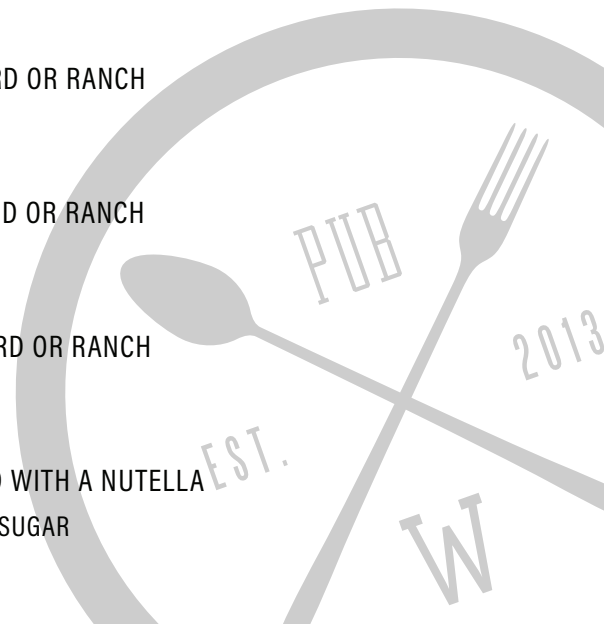 RD OR RANCH
D OR RANCH
RD OR RANCH
WITH A NUTELLA
SUGAR
PUB
2013
EST.
W